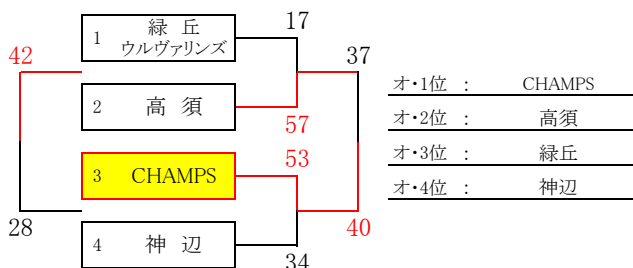 17
1 緑 丘
ウルヴァリンズ
42
37
2 高 須
57
53
3 CHAMPS
28
4 神 辺
40
34
オ・1位 : CHAMPS
オ・2位 : 高須
オ・3位 : 緑丘
オ・4位 : 神辺